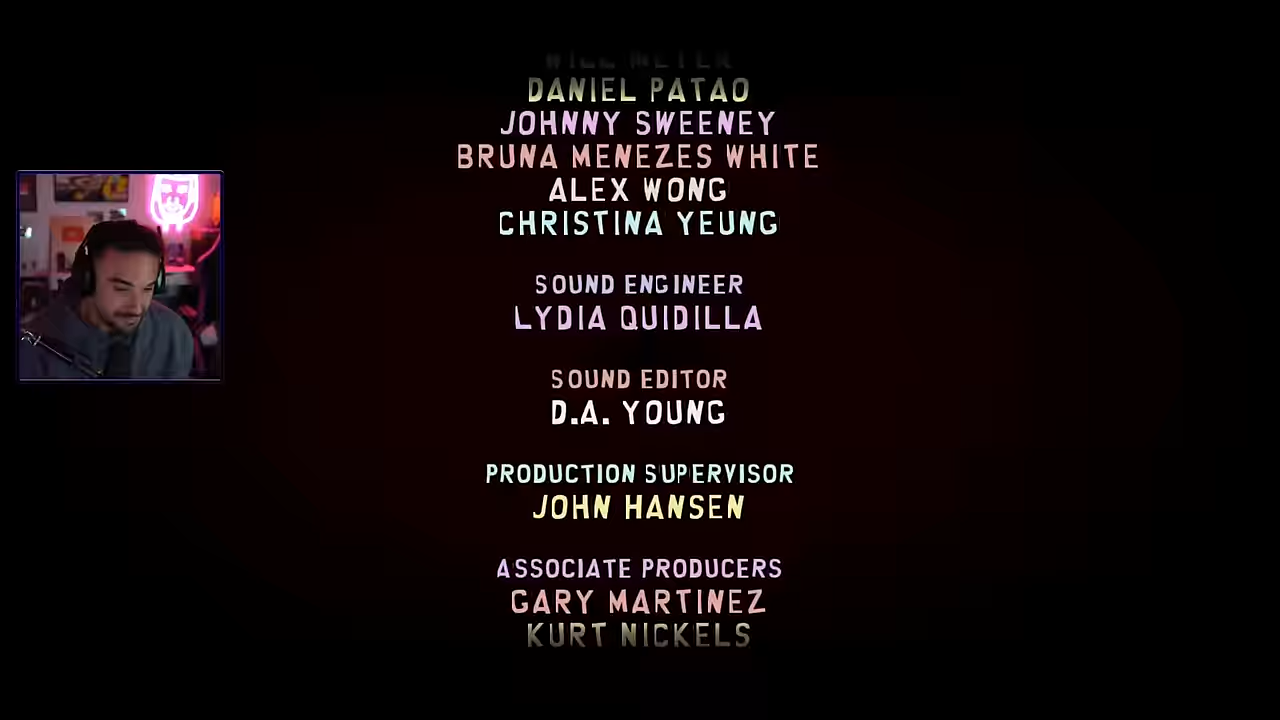 DANIEL PATAO
JOHNNY SWEENEY
BRUNA MENEZES WHITE
ALEX WONG
CHRISTINA YEUNG
SOUND ENGINEER
LYDIA QUIDILLA
SOUND EDITOR
D.A. YOUNG
PRODUCTION SUPERVISOR
JOHN HANSEN
ASSOCIATE PRODUCERS
GARY MARTINEZ
KURT NICKELS